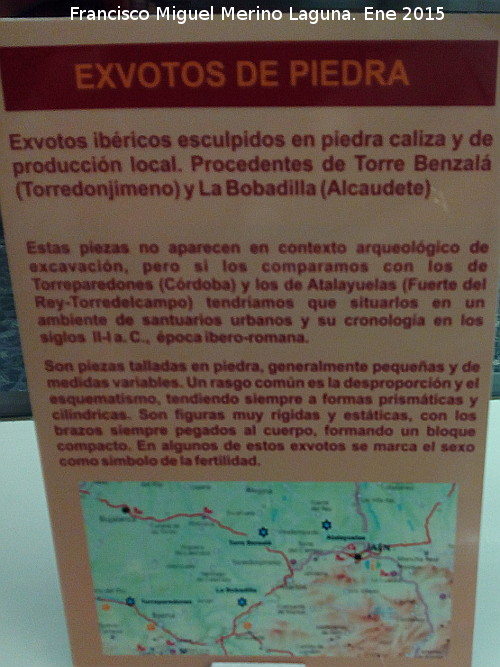 Francisco Miguel Merino Laguna. Ene 2015
EXVOTOS DE PIEDRA
Exvotos ibéricos esculpidos en piedra caliza y de
producción local. Procedentes de Torre Benzalá
(Torredonjimeno) y La Bobadilla (Alcaudete)
Estas piezas no aparecen en contexto arqueológico de
excavación, pero si los comparamos con los de
Torreparedones (Córdoba) y los de Atalayuelas (Fuerte del
Rey-Torredelcampo) tendríamos que situarlos en un
ambiente de santuarios urbanos y su cronología en los
siglos II-I a. C., época ibero-romana.
Son piezas talladas en piedra, generalmente pequeñas y de
medidas variables. Un rasgo común es la desproporción y el
esquematismo, tendiendo siempre a formas prismáticas y
cilíndricas. Son figuras muy rígidas y estáticas, con los
brazos siempre pegados al cuerpo, formando un bloque
compacto. En algunos de estos exvotos se marca el sexo
como símbolo de la fertilidad.
Bujalance
Torre Benzalá
Atalayuelas
JAÉN
La Bobadilla
Torreparedones
Baena